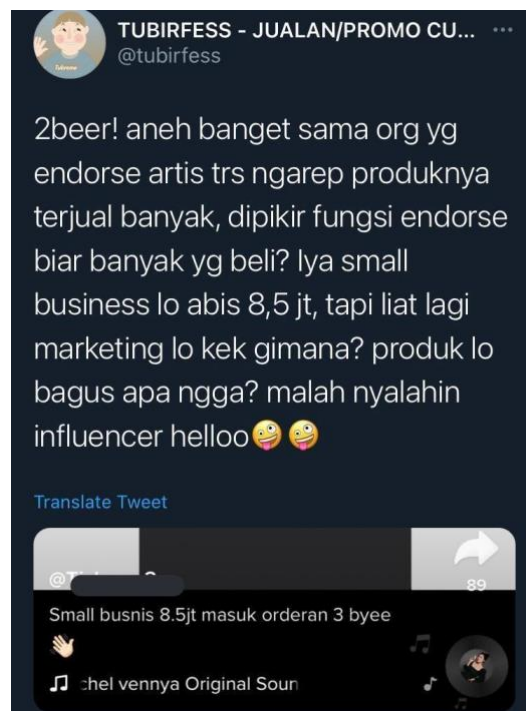 TUBIRFESS - JUALAN/PROMO CU... ...
@tubirfess
2beer! aneh banget sama org yg
endorse artis trs ngarep produknya
terjual banyak, dipikir fungsi endorse
biar banyak yg beli? Iya small
business lo abis 8,5 jt, tapi liat lagi
marketing lo kek gimana? produk lo
bagus apa ngga? malah nyalahin
influencer helloo🤪🤪
Translate Tweet
89
Small busnis 8.5jt masuk orderan 3 byee
👋🏻
chel vennya Original Soun